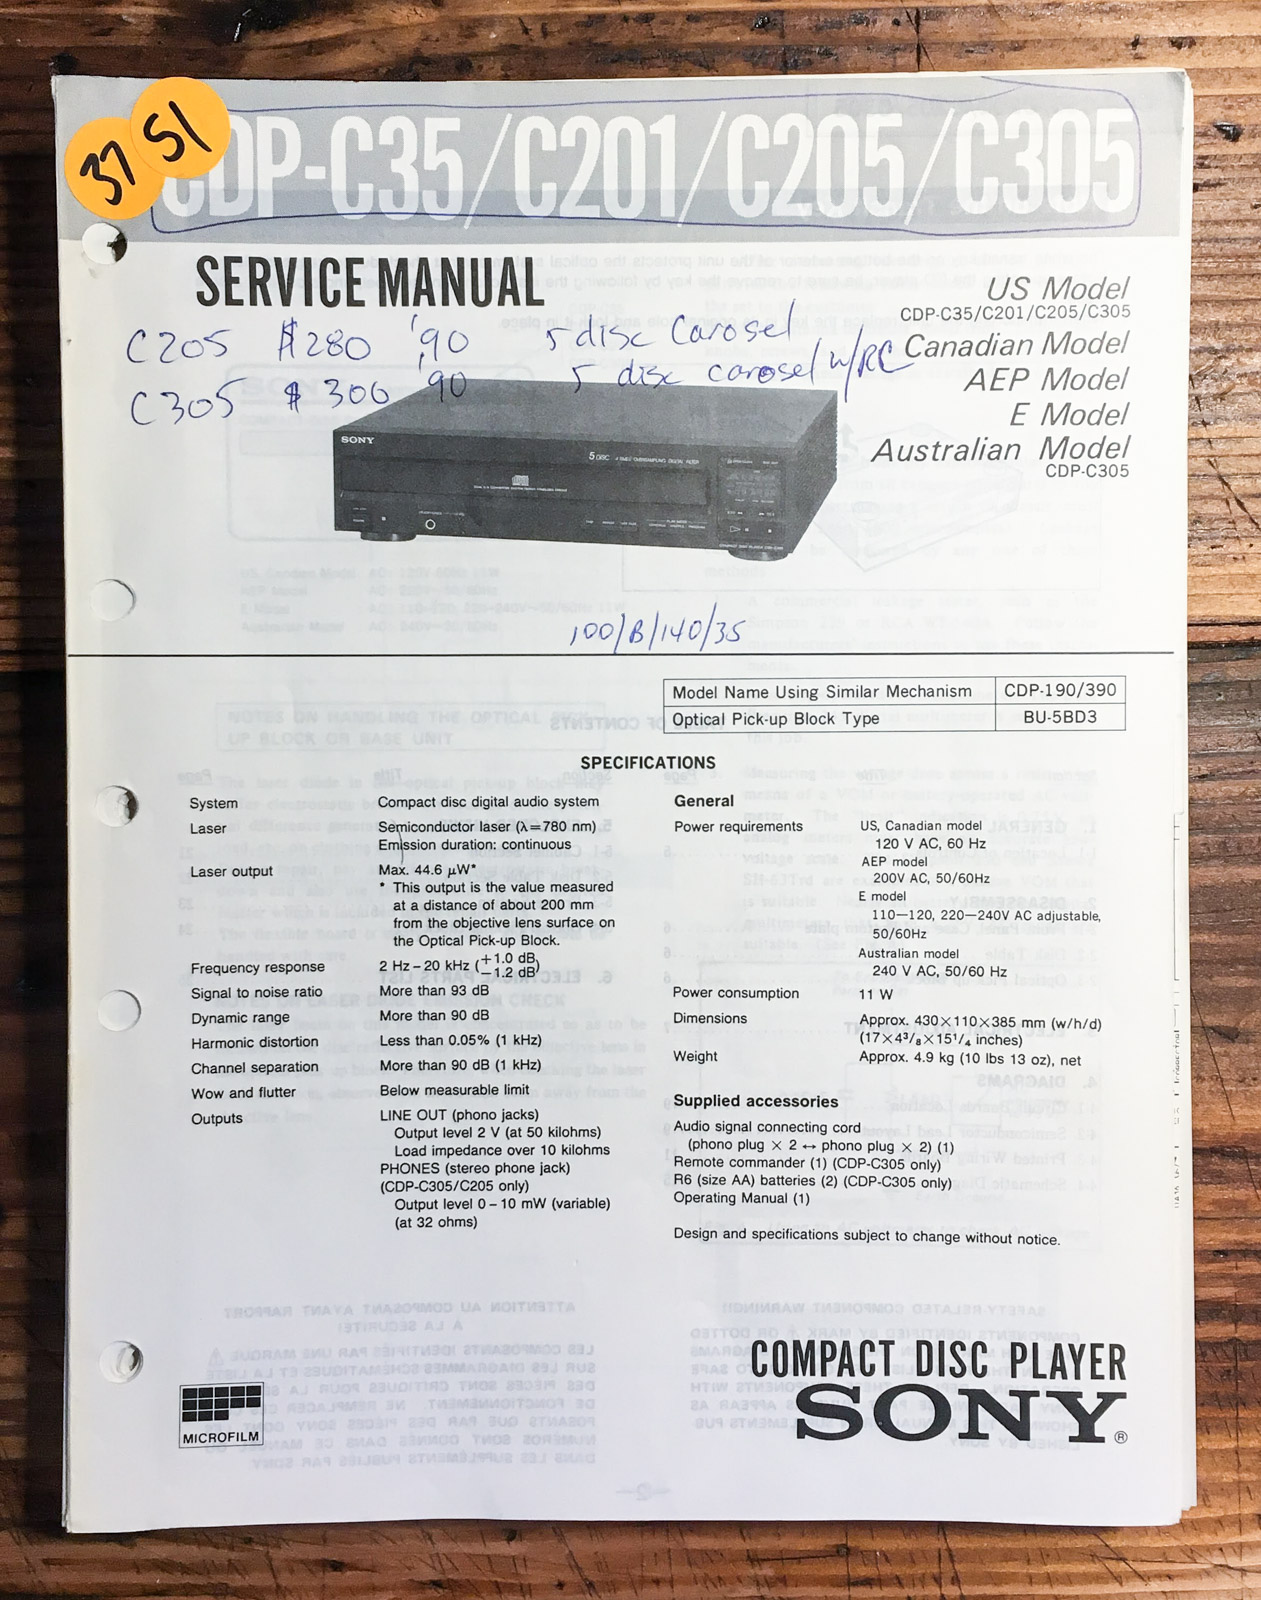 37
51
CDP-C35/C201/C205/C305
SERVICE MANUAL
US Model
CDP-C35/C201/C205/C305
Canadian Model
AEP Model
E Model
Australian Model
CDP-C305
C205 $280 '90 5 disc Carosel
C305 $300 '90 5 disc carosel w/RC
SONY
5 DISC
100/B/140/35
Model Name Using Similar Mechanism CDP-190/390
Optical Pick-up Block Type BU-5BD3
SPECIFICATIONS
System Compact disc digital audio system
Laser Semiconductor laser (λ=780 nm)
Emission duration: continuous
Laser output Max. 44.6 μW*
* This output is the value measured
at a distance of about 200 mm
from the objective lens surface on
the Optical Pick-up Block.
Frequency response 2 Hz – 20 kHz (+1.0 dB −1.2 dB)
Signal to noise ratio More than 93 dB
Dynamic range More than 90 dB
Harmonic distortion Less than 0.05% (1 kHz)
Channel separation More than 90 dB (1 kHz)
Wow and flutter Below measurable limit
Outputs LINE OUT (phono jacks)
Output level 2 V (at 50 kilohms)
Load impedance over 10 kilohms
PHONES (stereo phone jack)
(CDP-C305/C205 only)
Output level 0 – 10 mW (variable)
(at 32 ohms)
General
Power requirements US, Canadian model
120 V AC, 60 Hz
AEP model
200V AC, 50/60Hz
E model
110—120, 220—240V AC adjustable,
50/60Hz
Australian model
240 V AC, 50/60 Hz
Power consumption 11 W
Dimensions Approx. 430×110×385 mm (w/h/d)
(17×4³/₈×15¹/₄ inches)
Weight Approx. 4.9 kg (10 lbs 13 oz), net
Supplied accessories
Audio signal connecting cord
(phono plug × 2 ↔ phono plug × 2) (1)
Remote commander (1) (CDP-C305 only)
R6 (size AA) batteries (2) (CDP-C305 only)
Operating Manual (1)
Design and specifications subject to change without notice.
MICROFILM
COMPACT DISC PLAYER
SONY®